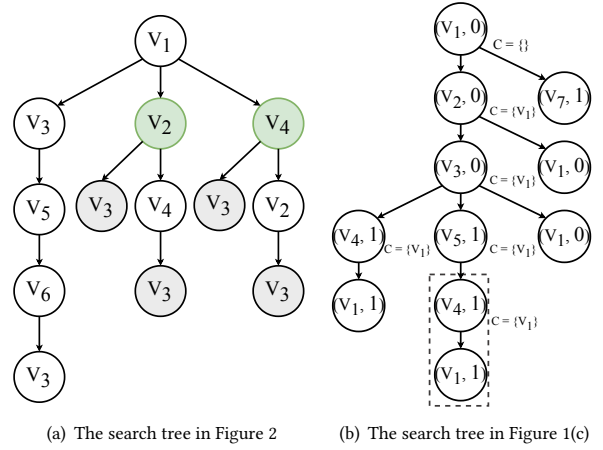 V1
V3 V2 V4
V5 V3 V4 V3 V2
V6 V3 V3
V3
(a) The search tree in Figure 2
(V1, 0)
C = {}
(V2, 0) (V7, 1)
C = {V1}
(V3, 0) (V1, 0)
C = {V1}
(V4, 1) (V5, 1) (V1, 0)
C = {V1} C = {V1}
(V1, 1) (V4, 1)
C = {V1}
(V1, 1)
(b) The search tree in Figure 1(c)